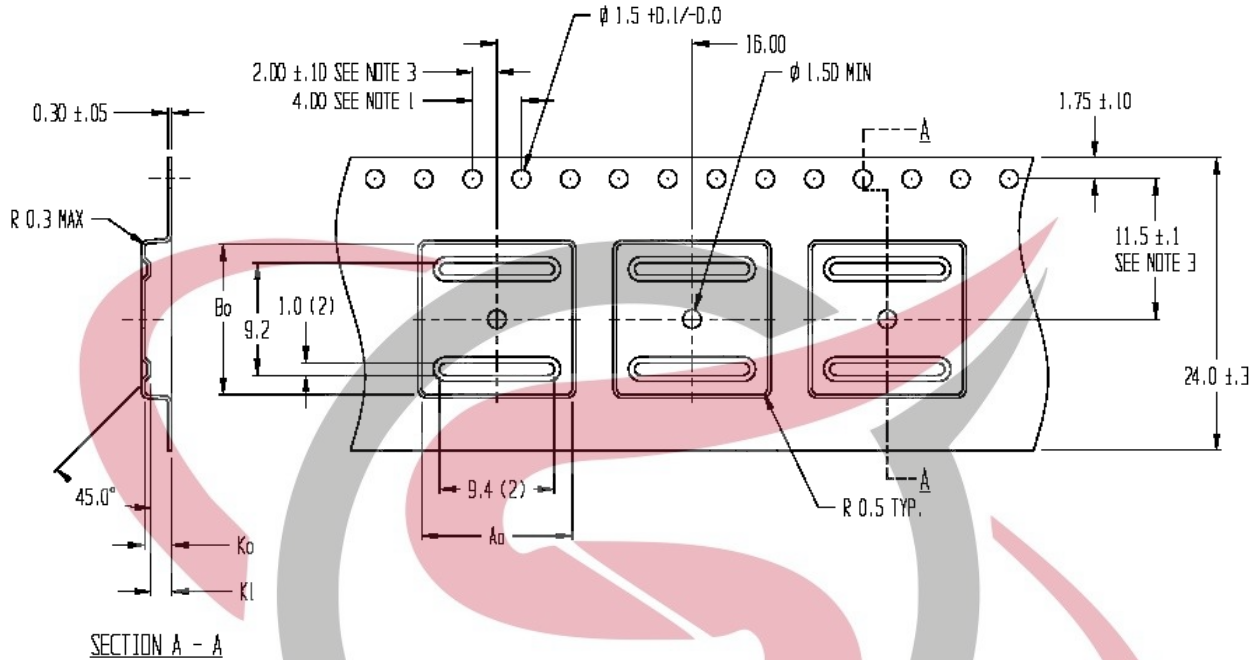 ϕ 1.5 +0.1/-0.0
16.00
2.00 ±.10 SEE NOTE 3
ϕ 1.50 MIN
4.00 SEE NOTE 1
0.30 ±.05
1.75 ±.10
A
R 0.3 MAX
11.5 ±.1
SEE NOTE 3
Bo
1.0 (2)
9.2
24.0 ±.3
A
9.4 (2)
45.0°
R 0.5 TYP.
Ao
Ko
K1
SECTION A - A